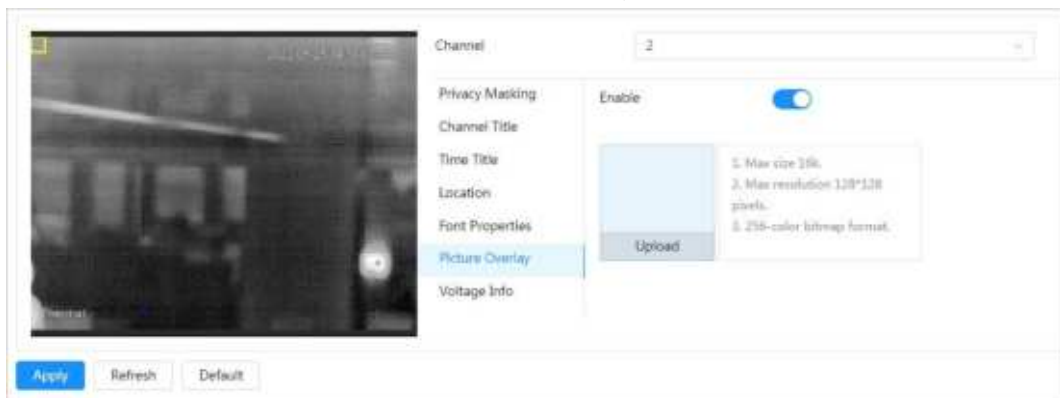 Channel
2
Privacy Masking
Enable
Channel Title
Time Title
1. Max size 16k.
2. Max resolution 128*128
pixels.
3. 256-color bitmap format.
Location
Font Properties
Upload
Picture Overlay
Voltage Info
Apply
Refresh
Default